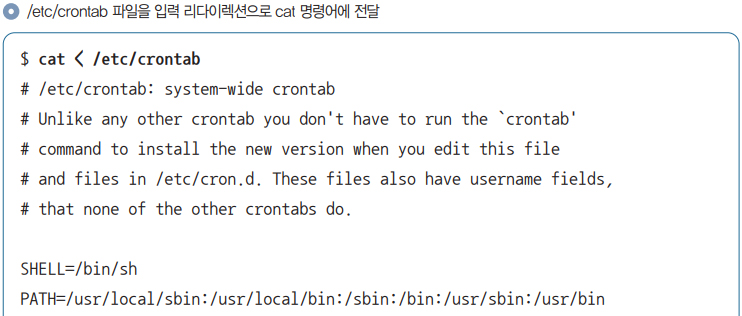 /etc/crontab 파일을 입력 리다이렉션으로 cat 명령어에 전달
$ cat < /etc/crontab
# /etc/crontab: system-wide crontab
# Unlike any other crontab you don't have to run the `crontab'
# command to install the new version when you edit this file
# and files in /etc/cron.d. These files also have username fields,
# that none of the other crontabs do.
SHELL=/bin/sh
PATH=/usr/local/sbin:/usr/local/bin:/sbin:/bin:/usr/sbin:/usr/bin